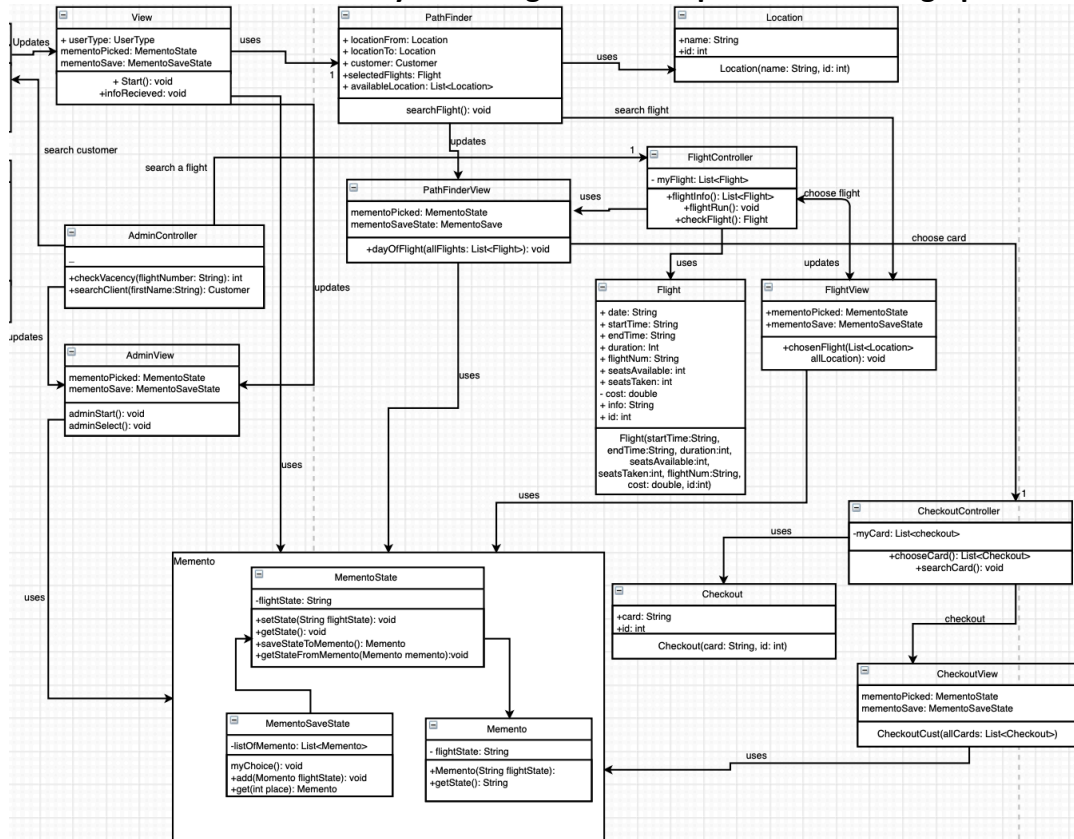 View
+ userType: UserType
mementoPicked: MementoState
mementoSave: MementoSaveState
+ Start(): void
+infoRecieved: void
Updates
uses
PathFinder
+ locationFrom: Location
+ locationTo: Location
+ customer: Customer
+selectedFlights: Flight
+ availableLocation: List<Location>
searchFlight(): void
1
uses
Location
+name: String
+id: int
Location(name: String, id: int)
search flight
updates
search customer
search a flight
1
FlightController
- myFlight: List<Flight>
+flightInfo(): List<Flight>
+flightRun(): void
+checkFlight(): Flight
PathFinderView
mementoPicked: MementoState
mementoSaveState: MementoSave
+dayOfFlight(allFlights: List<Flight>): void
uses
choose flight
choose card
AdminController
_
+checkVacency(flightNumber: String): int
+searchClient(firstName:String): Customer
updates
uses
updates
Flight
+ date: String
+ startTime: String
+ endTime: String
+ duration: Int
+ flightNum: String
+ seatsAvailable: int
+ seatsTaken: int
- cost: double
+ info: String
+ id: int
Flight(startTime:String,
endTime:String, duration:int,
seatsAvailable:int,
seatsTaken:int, flightNum:String,
cost: double, id:int)
FlightView
+mementoPicked: MementoState
+mementoSave: MementoSaveState
+chosenFlight(List<Location>
allLocation): void
updates
AdminView
mementoPicked: MementoState
mementoSave: MementoSaveState
adminStart(): void
adminSelect(): void
uses
uses
uses
1
CheckoutController
-myCard: List<checkout>
+chooseCard(): List<Checkout>
+searchCard(): void
uses
Memento
MementoState
-flightState: String
+setState(String flightState): void
+getState(): void
+saveStateToMemento(): Memento
+getStateFromMemento(Memento memento):void
uses
Checkout
+card: String
+id: int
Checkout(card: String, id: int)
checkout
CheckoutView
mementoPicked: MementoState
mementoSave: MementoSaveState
CheckoutCust(allCards: List<Checkout>)
MementoSaveState
-listOfMemento: List<Memento>
myChoice(): void
+add(Momento flightState): void
+get(int place): Memento
Memento
- flightState: String
+Memento(String flightState):
+getState(): String
uses